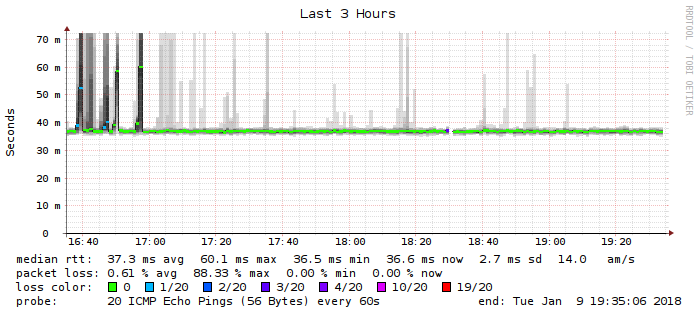 Last 3 Hours
RRDTOOL / TOBI OETIKER
Seconds
70 m
60 m
50 m
40 m
30 m
20 m
10 m
0
16:40 17:00 17:20 17:40 18:00 18:20 18:40 19:00 19:20
median rtt: 37.3 ms avg 60.1 ms max 36.5 ms min 36.6 ms now 2.7 ms sd 14.0 am/s
packet loss: 0.61 % avg 88.33 % max 0.00 % min 0.00 % now
loss color: 0 1/20 2/20 3/20 4/20 10/20 19/20
probe: 20 ICMP Echo Pings (56 Bytes) every 60s end: Tue Jan 9 19:35:06 2018